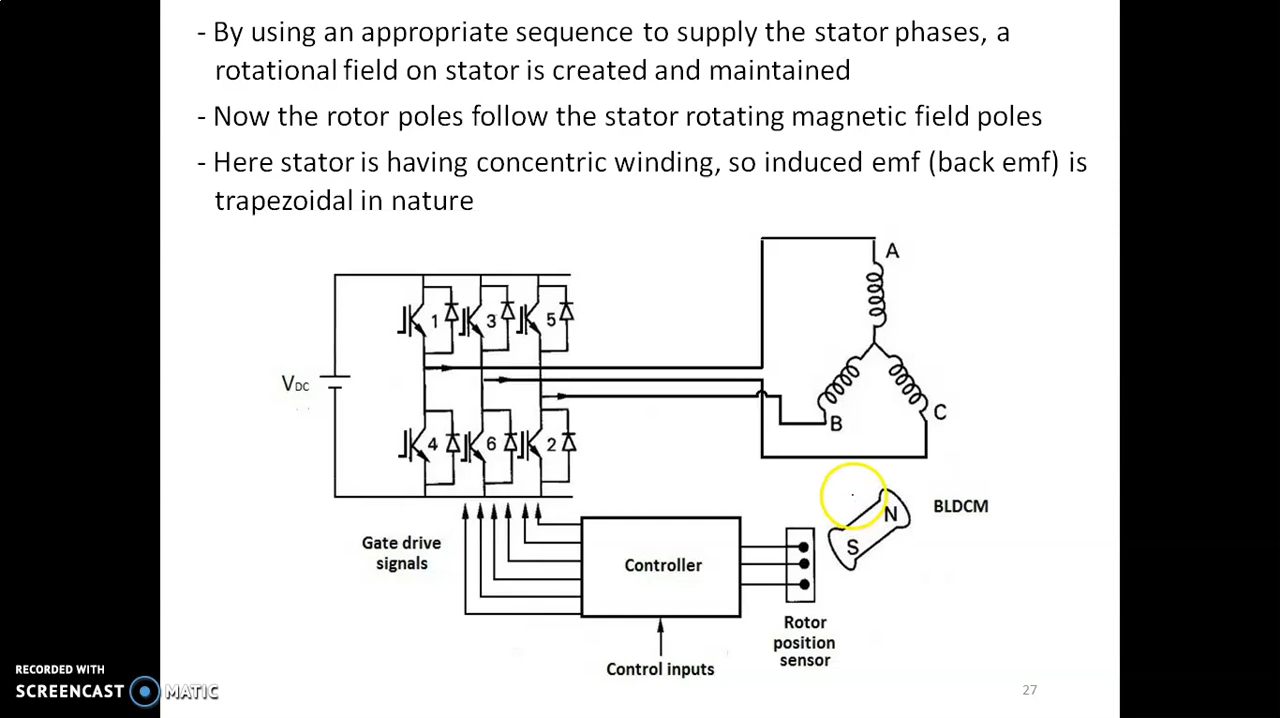 - By using an appropriate sequence to supply the stator phases, a
rotational field on stator is created and maintained
- Now the rotor poles follow the stator rotating magnetic field poles
- Here stator is having concentric winding, so induced emf (back emf) is
trapezoidal in nature
A
1 3 5
VDC
B
C
4 6 2
N
S
BLDCM
Gate drive
signals
Controller
Rotor
position
sensor
Control inputs
RECORDED WITH
SCREENCAST MATIC
27